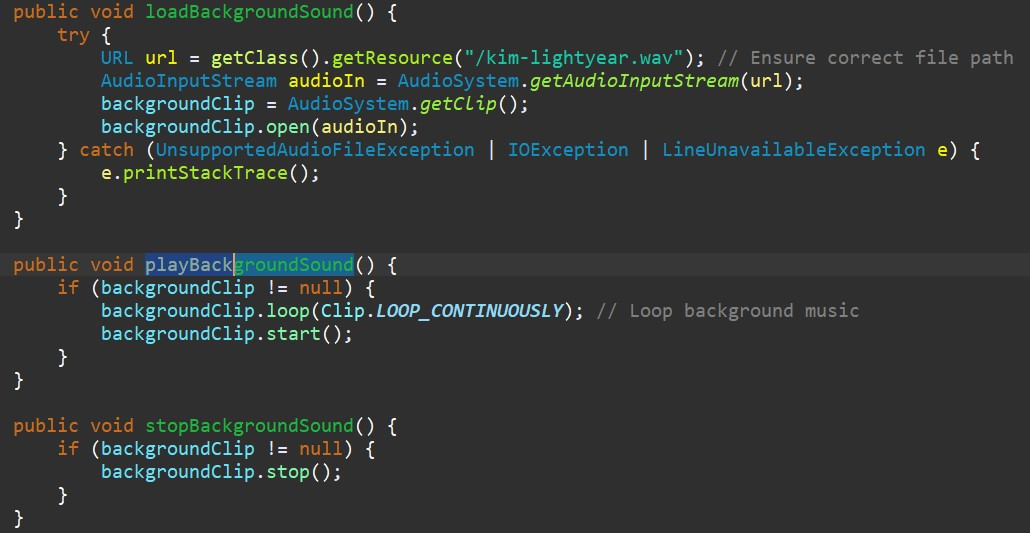 public void loadBackgroundSound() {
    try {
        URL url = getClass().getResource("/kim-lightyear.wav"); // Ensure correct file path
        AudioInputStream audioIn = AudioSystem.getAudioInputStream(url);
        backgroundClip = AudioSystem.getClip();
        backgroundClip.open(audioIn);
    } catch (UnsupportedAudioFileException | IOException | LineUnavailableException e) {
        e.printStackTrace();
    }
}

public void playBackgroundSound() {
    if (backgroundClip != null) {
        backgroundClip.loop(Clip.LOOP_CONTINUOUSLY); // Loop background music
        backgroundClip.start();
    }
}

public void stopBackgroundSound() {
    if (backgroundClip != null) {
        backgroundClip.stop();
    }
}